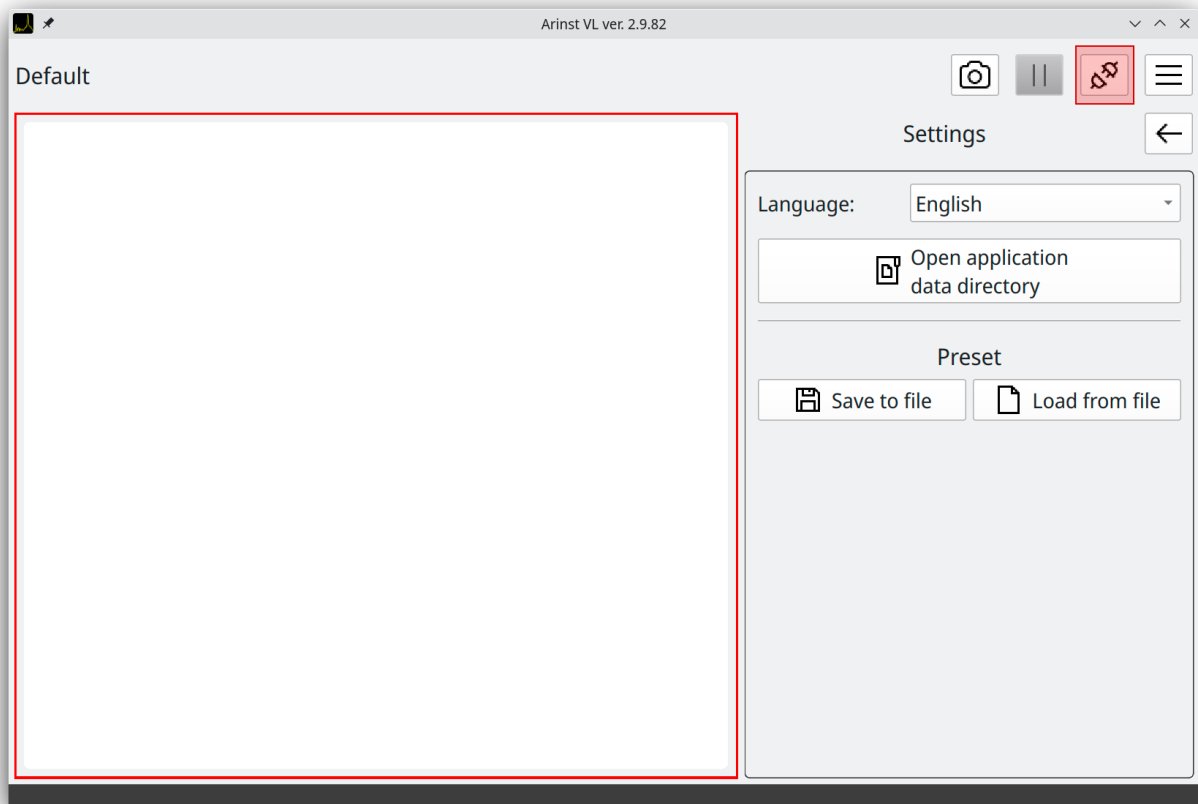 Arinst VL ver. 2.9.82
Default
Settings
Language:
English
Open application
data directory
Preset
Save to file
Load from file